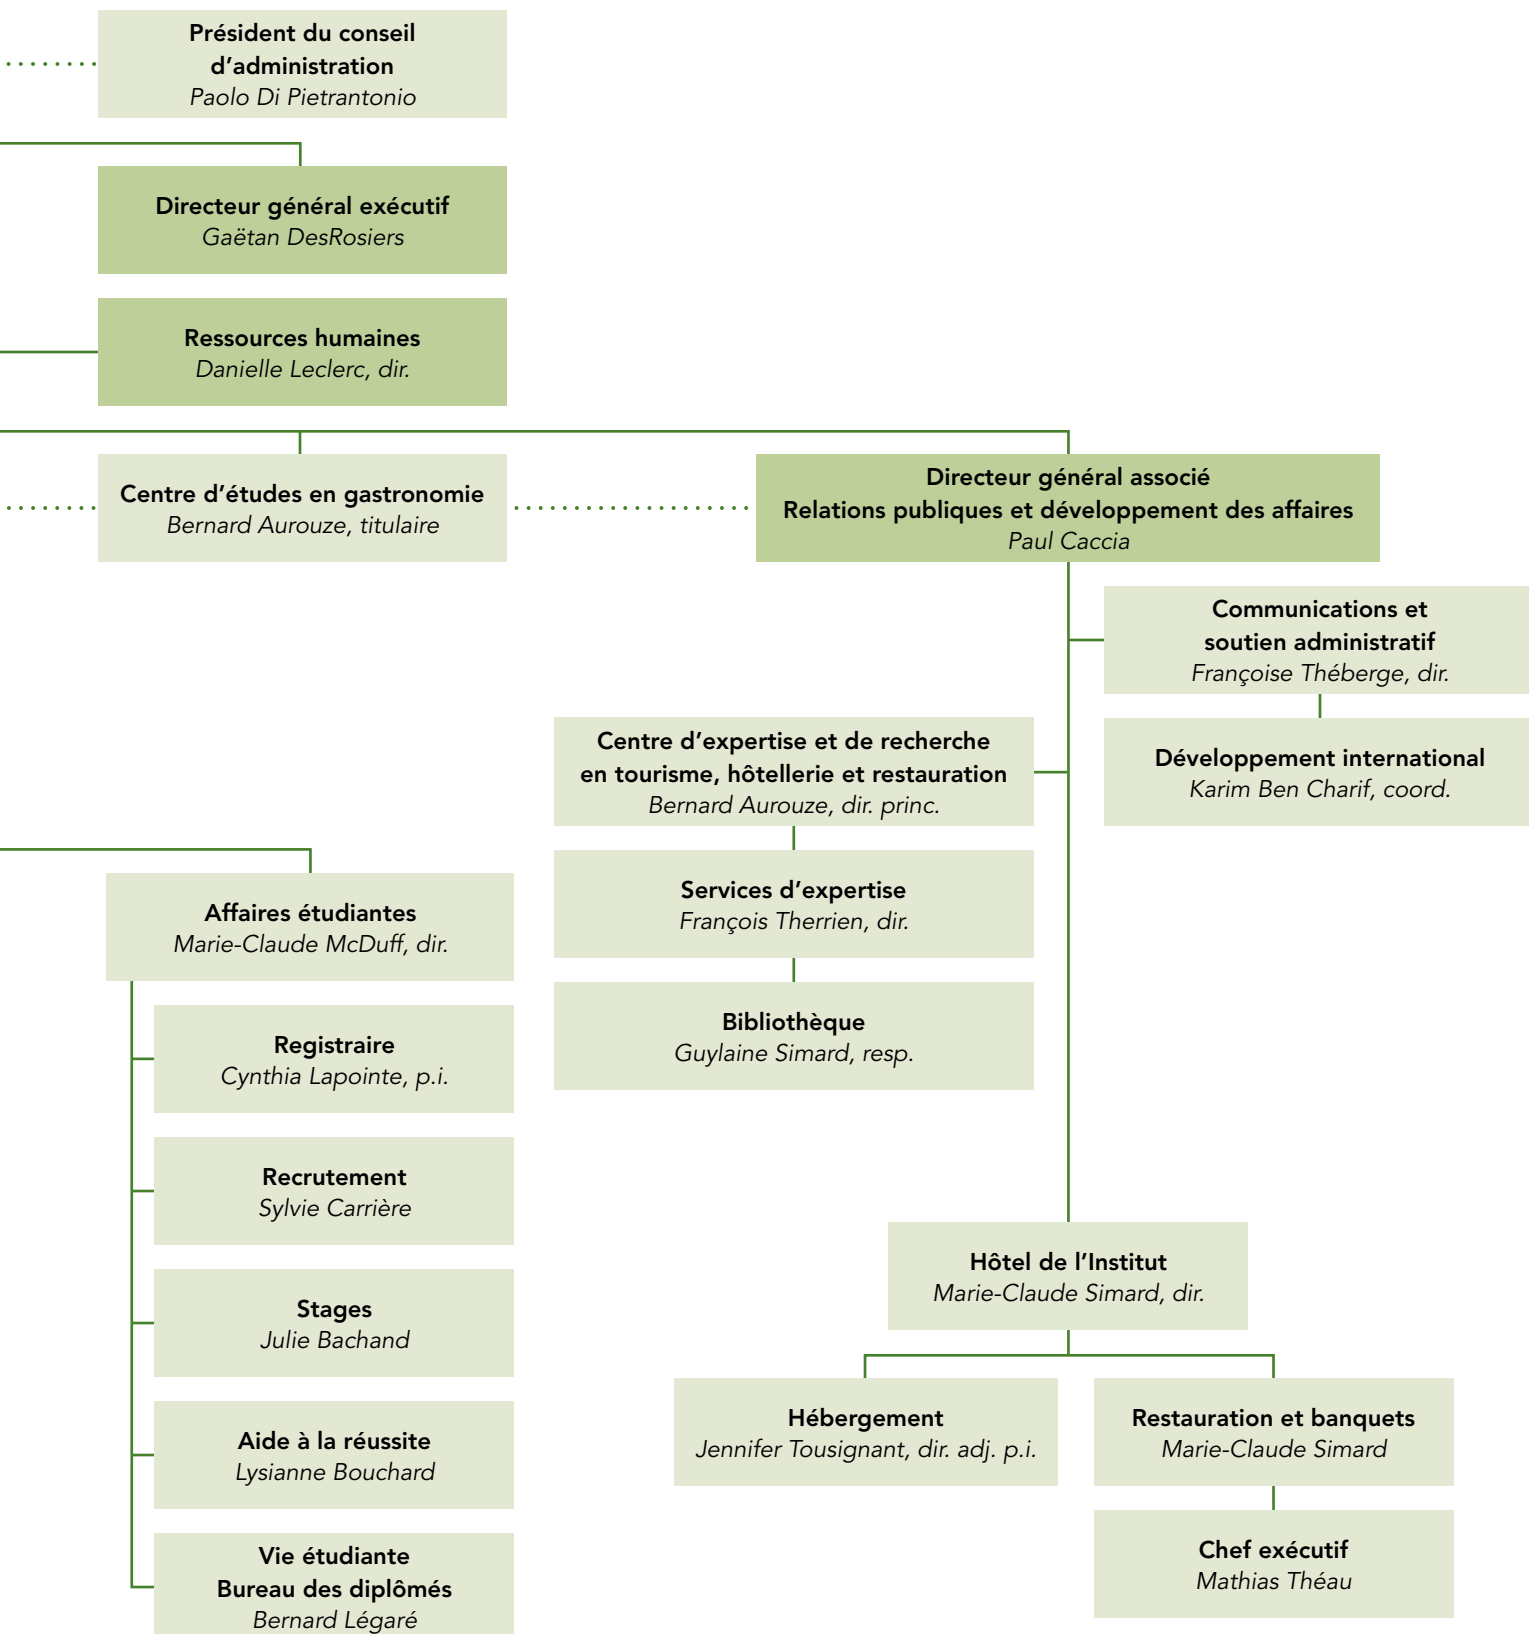 Président du conseil
d’administration
Paolo Di Pietrantonio
Directeur général exécutif
Gaëtan DesRosiers
Ressources humaines
Danielle Leclerc, dir.
Centre d’études en gastronomie
Bernard Aurouze, titulaire
Directeur général associé
Relations publiques et développement des affaires
Paul Caccia
Communications et
soutien administratif
Françoise Théberge, dir.
Développement international
Karim Ben Charif, coord.
Centre d’expertise et de recherche
en tourisme, hôtellerie et restauration
Bernard Aurouze, dir. princ.
Services d’expertise
François Therrien, dir.
Bibliothèque
Guylaine Simard, resp.
Affaires étudiantes
Marie-Claude McDuff, dir.
Registraire
Cynthia Lapointe, p.i.
Recrutement
Sylvie Carrière
Stages
Julie Bachand
Aide à la réussite
Lysianne Bouchard
Vie étudiante
Bureau des diplômés
Bernard Légaré
Hôtel de l’Institut
Marie-Claude Simard, dir.
Hébergement
Jennifer Tousignant, dir. adj. p.i.
Restauration et banquets
Marie-Claude Simard
Chef exécutif
Mathias Théau